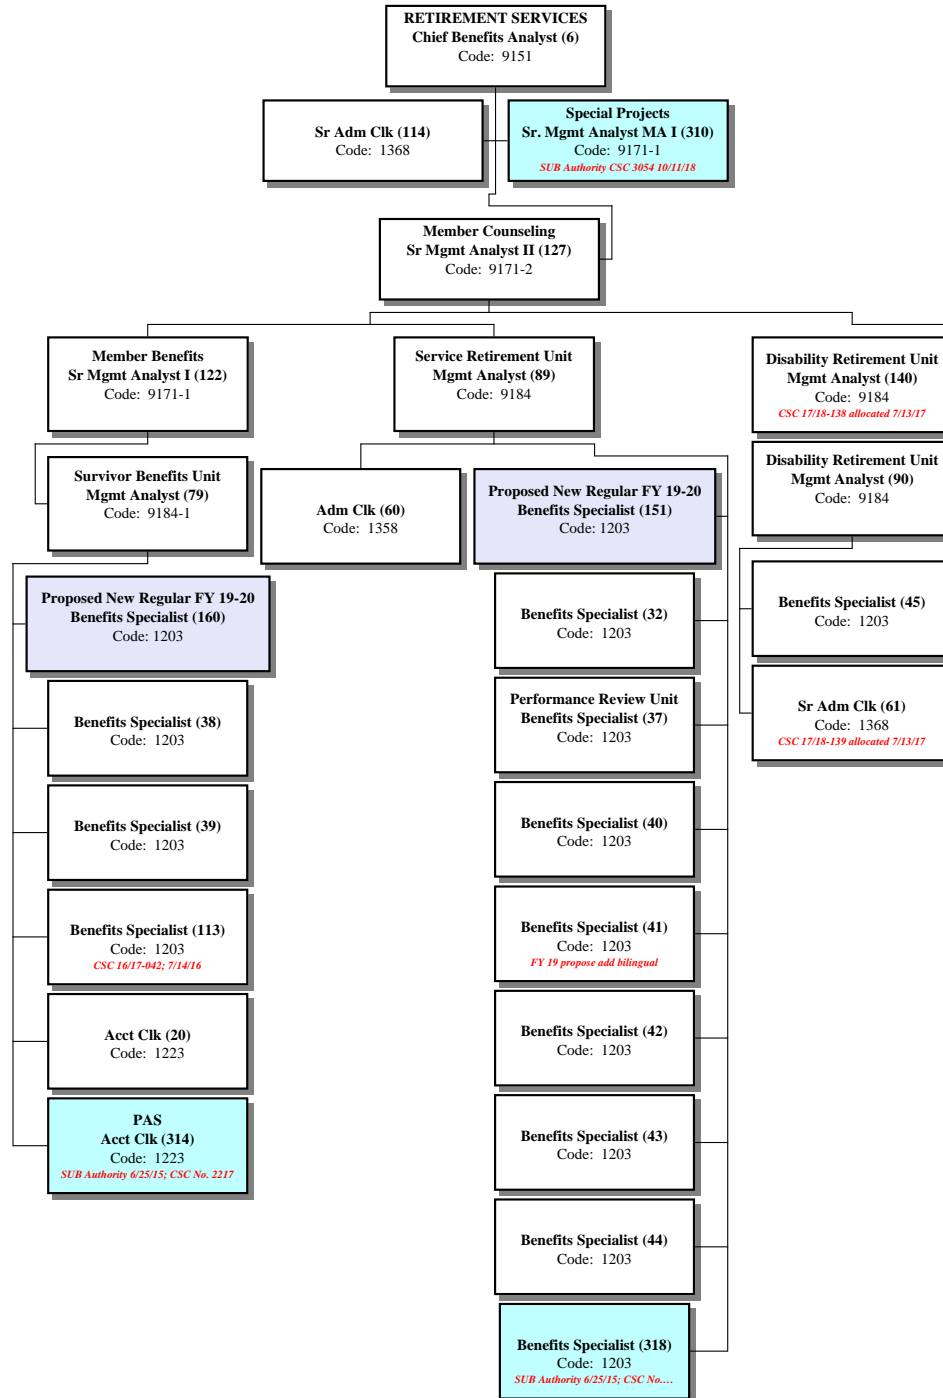 RETIREMENT SERVICES
Chief Benefits Analyst (6)
Code:  9151
Sr Adm Clk (114)
Code:  1368
Special Projects
Sr. Mgmt Analyst MA I (310)
Code:  9171-1
SUB Authority CSC 3054 10/11/18
Member Counseling
Sr Mgmt Analyst II (127)
Code:  9171-2
Member Benefits
Sr Mgmt Analyst I (122)
Code:  9171-1
Survivor Benefits Unit
Mgmt Analyst (79)
Code:  9184-1
Proposed New Regular FY 19-20
Benefits Specialist (160)
Code: 1203
Benefits Specialist (38)
Code:  1203
Benefits Specialist (39)
Code:  1203
Benefits Specialist (113)
Code:  1203
CSC 16/17-042; 7/14/16
Acct Clk (20)
Code:  1223
PAS
Acct Clk (314)
Code:  1223
SUB Authority 6/25/15; CSC No. 2217
Service Retirement Unit
Mgmt Analyst (89)
Code:  9184
Adm Clk (60)
Code:  1358
Proposed New Regular FY 19-20
Benefits Specialist (151)
Code: 1203
Benefits Specialist (32)
Code:  1203
Performance Review Unit
Benefits Specialist (37)
Code:  1203
Benefits Specialist (40)
Code:  1203
Benefits Specialist (41)
Code:  1203
FY 19 propose add bilingual
Benefits Specialist (42)
Code:  1203
Benefits Specialist (43)
Code:  1203
Benefits Specialist (44)
Code:  1203
Benefits Specialist (318)
Code:  1203
SUB Authority 6/25/15; CSC No.…
Disability Retirement Unit
Mgmt Analyst (140)
Code:  9184
CSC 17/18-138 allocated 7/13/17
Disability Retirement Unit
Mgmt Analyst (90)
Code:  9184
Benefits Specialist (45)
Code:  1203
Sr Adm Clk (61)
Code:  1368
CSC 17/18-139 allocated 7/13/17